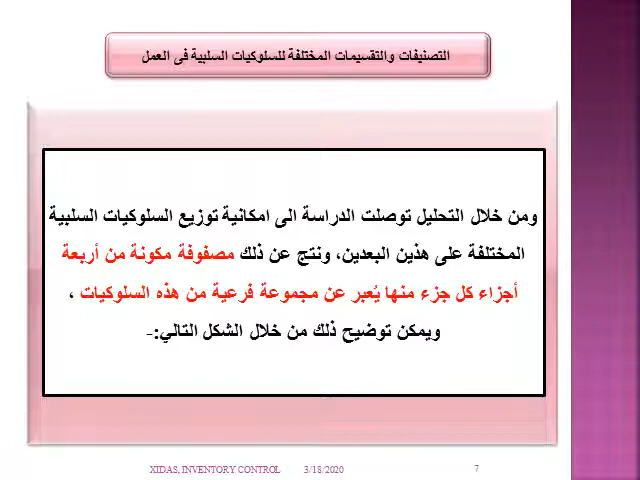 التصنيفات والتقسيمات المختلفة للسلوكيات السلبية فى العمل
ومن خلال التحليل توصلت الدراسة الى امكانية توزيع السلوكيات السلبية
المختلفة على هذين البعدين، ونتج عن ذلك مصفوفة مكونة من أربعة
أجزاء كل جزء منها يُعبر عن مجموعة فرعية من هذه السلوكيات ،
ويمكن توضيح ذلك من خلال الشكل التالي:-
XIDAS, INVENTORY CONTROL 3/18/2020 7